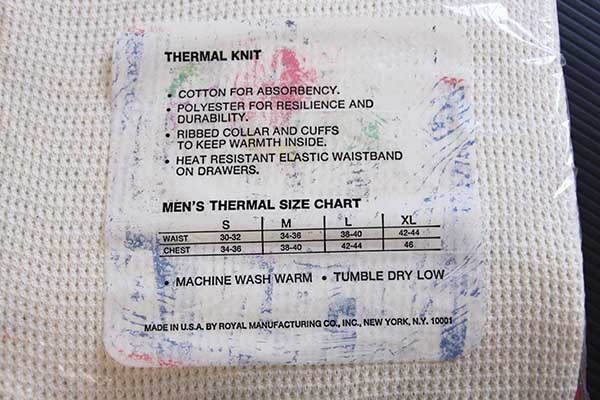 THERMAL KNIT
• COTTON FOR ABSORBENCY.
• POLYESTER FOR RESILIENCE AND
DURABILITY.
• RIBBED COLLAR AND CUFFS
TO KEEP WARMTH INSIDE.
• HEAT RESISTANT ELASTIC WAISTBAND
ON DRAWERS.
MEN'S THERMAL SIZE CHART
S M L XL
WAIST 30-32 34-36 38-40 42-44
CHEST 34-36 38-40 42-44 46
• MACHINE WASH WARM • TUMBLE DRY LOW
MADE IN U.S.A. BY ROYAL MANUFACTURING CO., INC., NEW YORK, N.Y. 10001